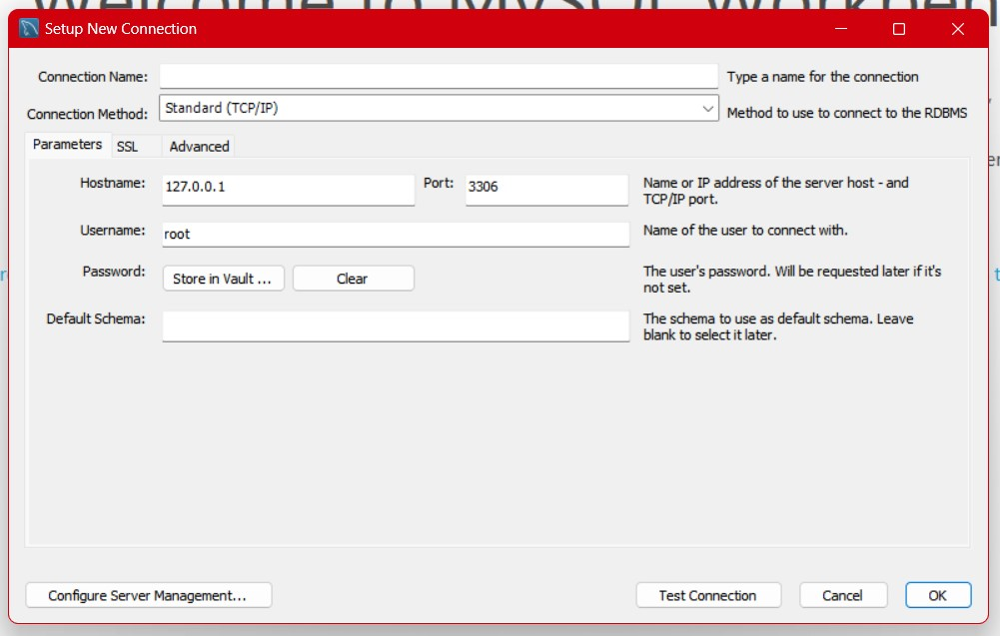 Welcome to MySQL Workben
Setup New Connection
Connection Name:
Type a name for the connection
Connection Method:
Standard (TCP/IP)
Method to use to connect to the RDBMS
Parameters
SSL
Advanced
Hostname:
127.0.0.1
Port:
3306
Name or IP address of the server host - and
TCP/IP port.
Username:
root
Name of the user to connect with.
Password:
Store in Vault ...
Clear
The user's password. Will be requested later if it's
not set.
Default Schema:
The schema to use as default schema. Leave
blank to select it later.
Configure Server Management...
Test Connection
Cancel
OK